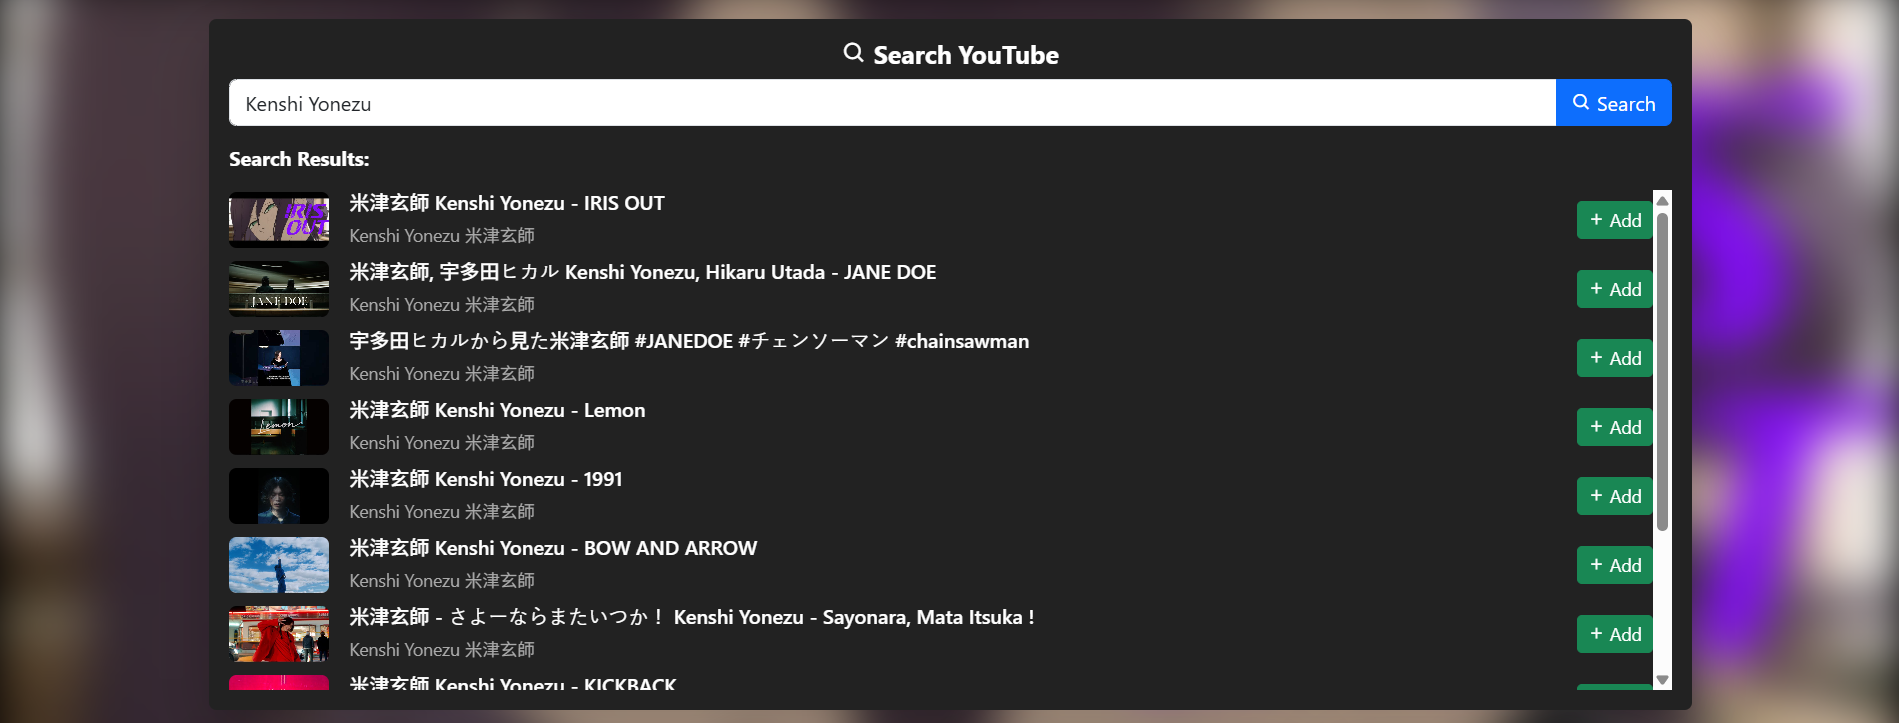 Search YouTube
Kenshi Yonezu
Search
Search Results:
IRIS OUT
米津玄師 Kenshi Yonezu - IRIS OUT
Kenshi Yonezu 米津玄師
+ Add
JANE DOE
米津玄師, 宇多田ヒカル Kenshi Yonezu, Hikaru Utada - JANE DOE
Kenshi Yonezu 米津玄師
+ Add
宇多田ヒカルから見た米津玄師 #JANEDOE #チェンソーマン #chainsawman
Kenshi Yonezu 米津玄師
+ Add
Lemon
米津玄師 Kenshi Yonezu - Lemon
Kenshi Yonezu 米津玄師
+ Add
米津玄師 Kenshi Yonezu - 1991
Kenshi Yonezu 米津玄師
+ Add
米津玄師 Kenshi Yonezu - BOW AND ARROW
Kenshi Yonezu 米津玄師
+ Add
米津玄師 - さよーならまたいつか！ Kenshi Yonezu - Sayonara, Mata Itsuka !
Kenshi Yonezu 米津玄師
+ Add
米津玄師 Kenshi Yonezu - KICKBACK